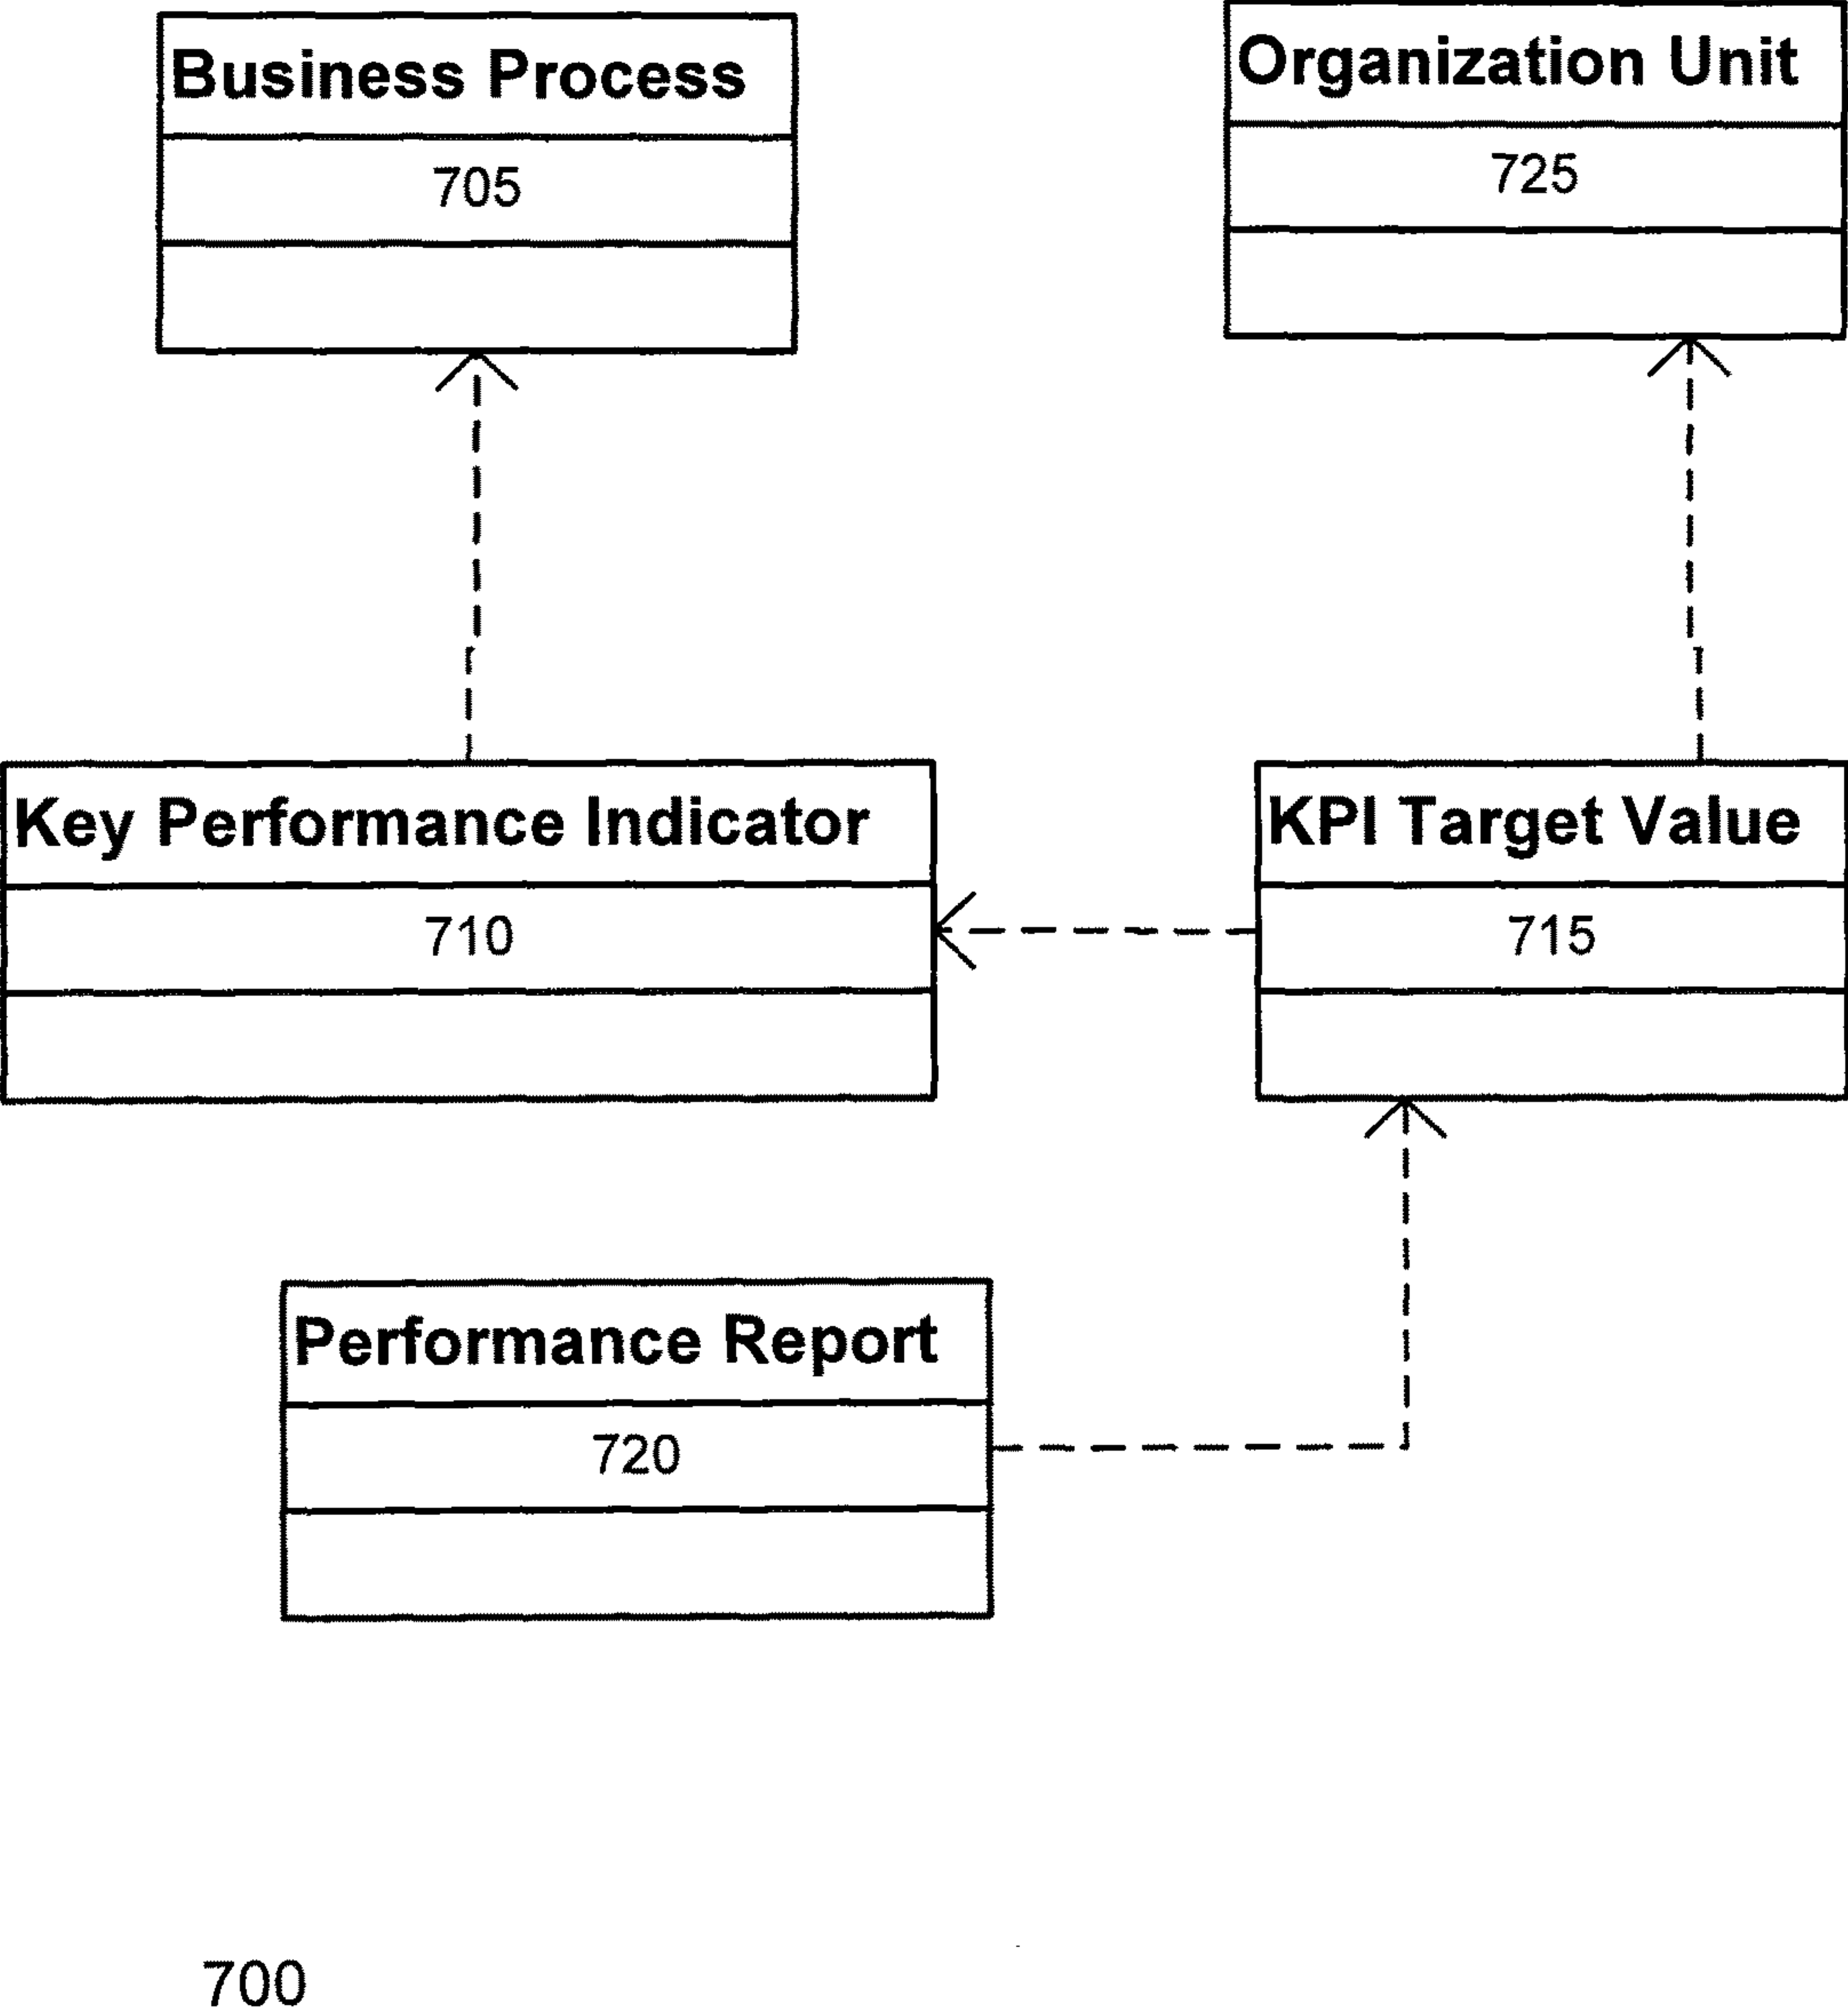 Business Process
705
Organization Unit
725
Key Performance Indicator
710
KPI Target Value
715
Performance Report
720
700